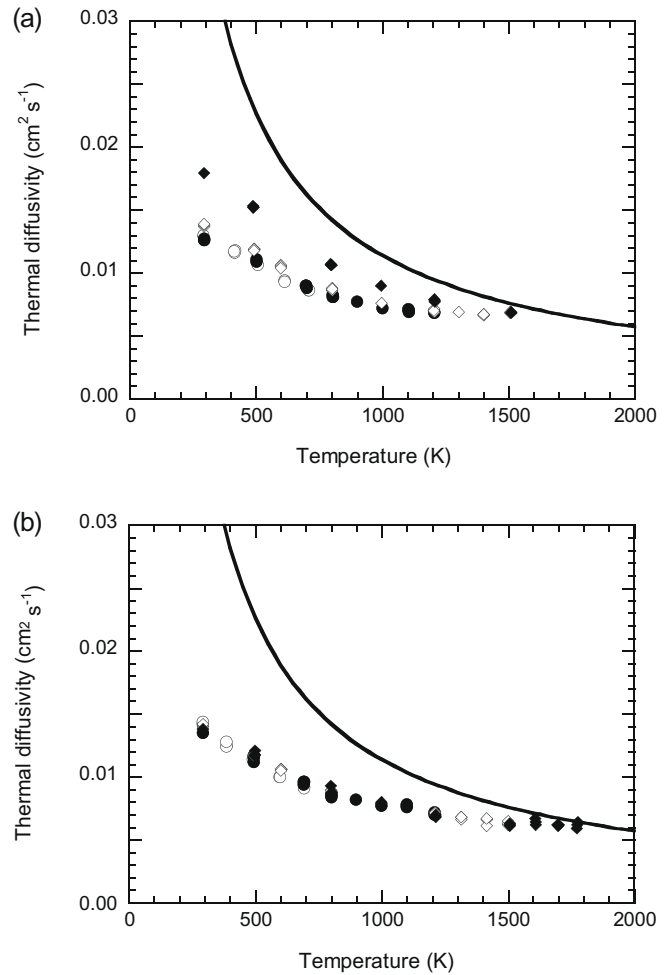 (a)
0.03
0.02
0.01
0.00
Thermal diffusivity (cm² s⁻¹)
0 500 1000 1500 2000
Temperature (K)
(b)
0.03
0.02
0.01
0.00
Thermal diffusivity (cm² s⁻¹)
0 500 1000 1500 2000
Temperature (K)